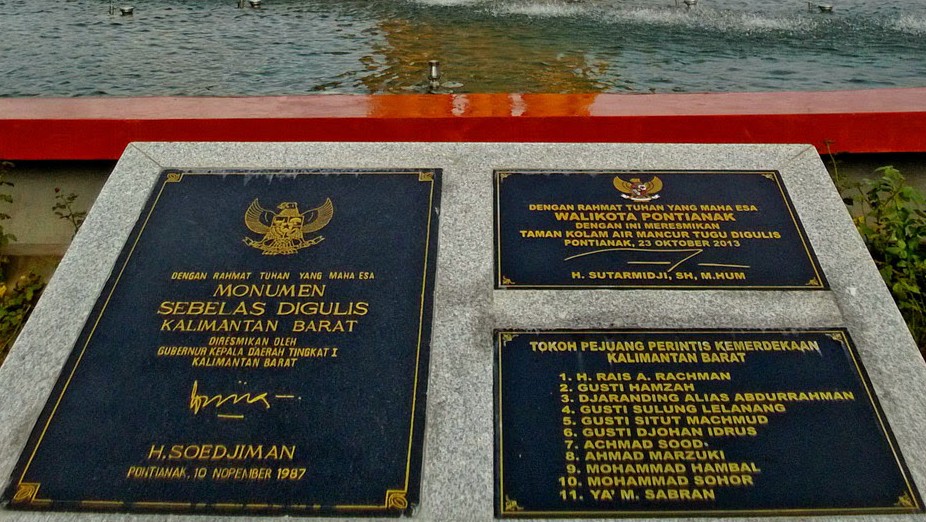 DENGAN RAHMAT TUHAN YANG MAHA ESA
MONUMEN
SEBELAS DIGULIS
KALIMANTAN BARAT
DIRESMIKAN OLEH
GUBERNUR KEPALA DAERAH TINGKAT I
KALIMANTAN BARAT
H. SOEDJIMAN
PONTIANAK, 10 NOPEMBER 1987
DENGAN RAHMAT TUHAN YANG MAHA ESA
WALIKOTA PONTIANAK
DENGAN INI MERESMIKAN
TAMAN KOLAM AIR MANCUR TUGU DIGULIS
PONTIANAK, 23 OKTOBER 2013
H. SUTARMIDJI, SH, M.HUM
TOKOH PEJUANG PERINTIS KEMERDEKAAN
KALIMANTAN BARAT
1. H. RAIS A. RACHMAN
2. GUSTI HAMZAH
3. DJARANDING ALIAS ABDURRAHMAN
4. GUSTI SULUNG LELANANG
5. GUSTI SITUT MACHMUD
6. GUSTI DJOHAN IDRUS
7. ACHMAD SOOD.
8. AHMAD MARZUKI
9. MOHAMMAD HAMBAL
10. MOHAMMAD SOHOR
11. YA' M. SABRAN